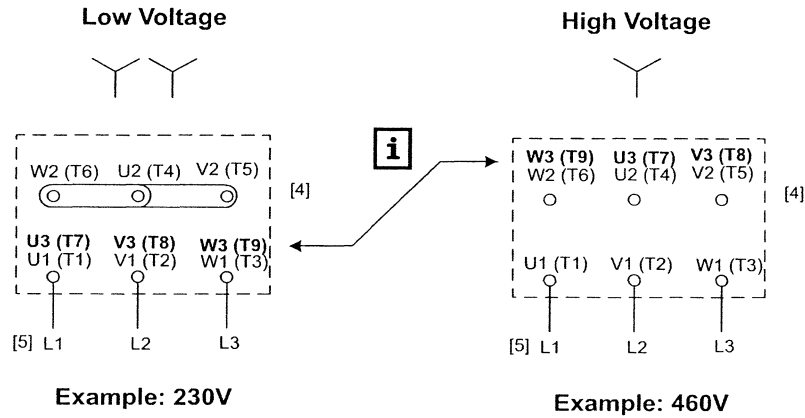 Low Voltage
High Voltage
i
W2 (T6) U2 (T4) V2 (T5)
[4]
U3 (T7) V3 (T8) W3 (T9)
U1 (T1) V1 (T2) W1 (T3)
[5] L1 L2 L3
Example: 230V
W3 (T9) U3 (T7) V3 (T8)
W2 (T6) U2 (T4) V2 (T5)
[4]
U1 (T1) V1 (T2) W1 (T3)
[5] L1 L2 L3
Example: 460V